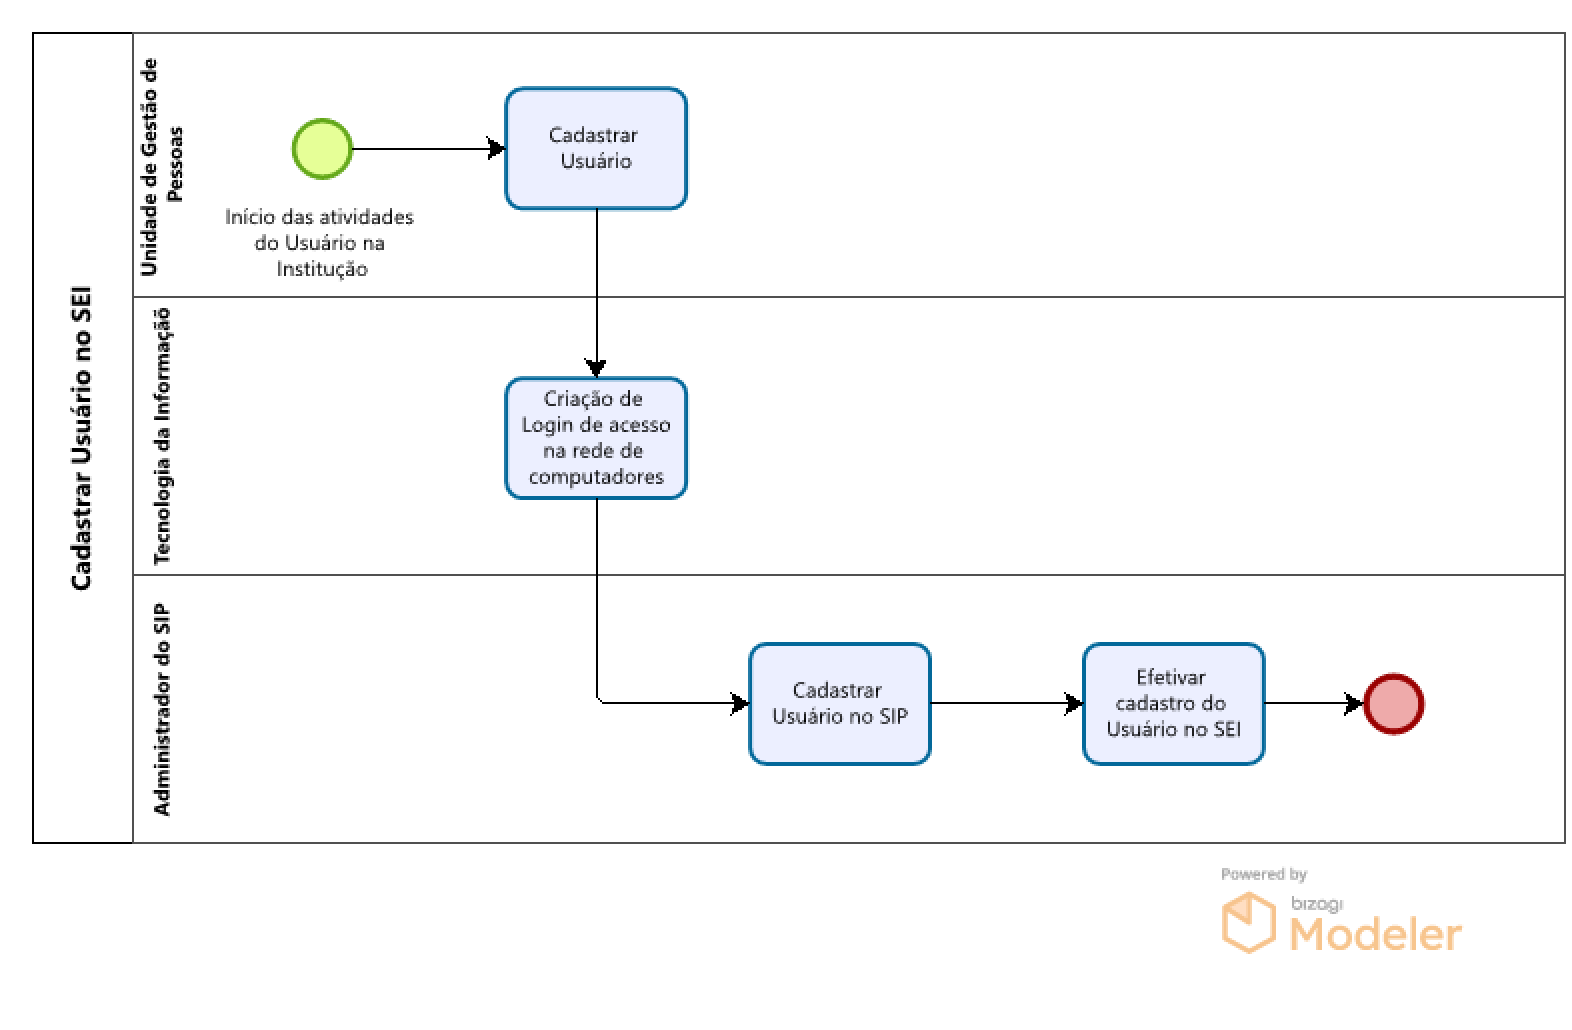 Cadastrar Usuário no SEI
Unidade de Gestão de
Pessoas
Início das atividades
do Usuário na
Institução
Cadastrar
Usuário
Tecnologia da Informação
Criação de
Login de acesso
na rede de
computadores
Administrador do SIP
Cadastrar
Usuário no SIP
Efetivar
cadastro do
Usuário no SEI
Powered by
bizagi
Modeler